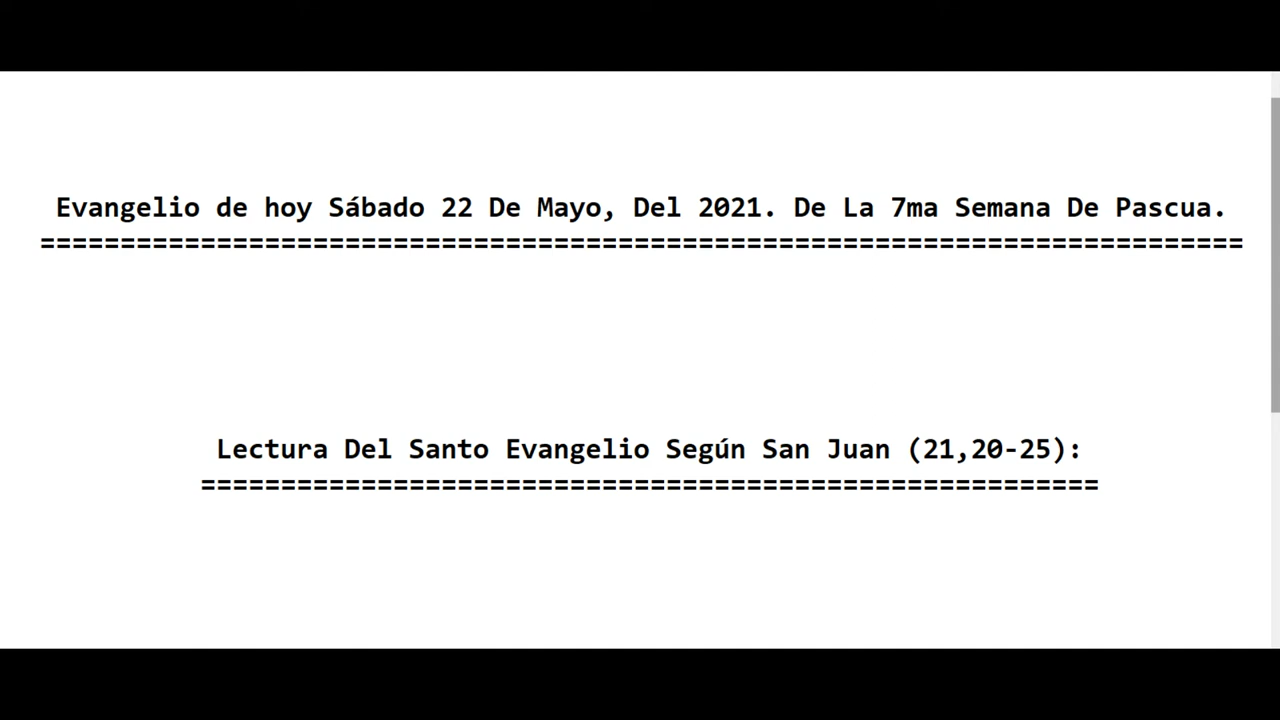 Evangelio de hoy Sábado 22 De Mayo, Del 2021. De La 7ma Semana De Pascua.
===========================================================================
Lectura Del Santo Evangelio Según San Juan (21,20-25):
========================================================